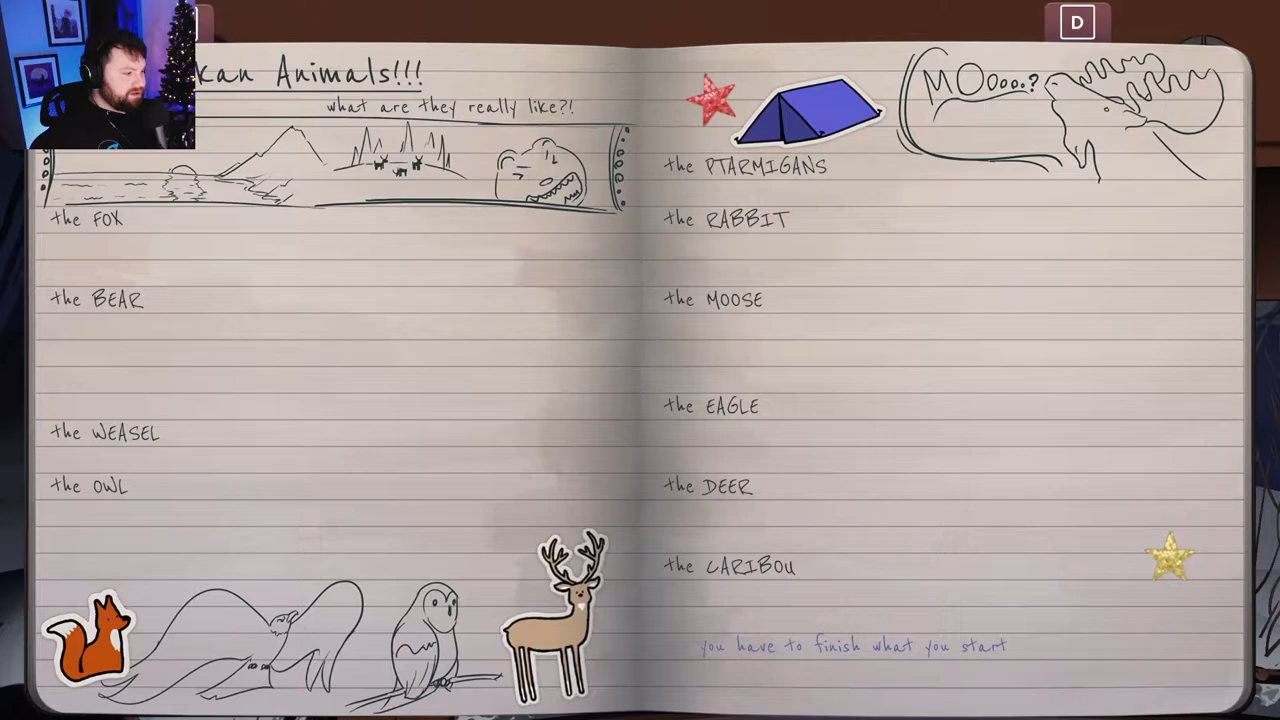 kan Animals!!!
what are they really like?!
the FOX
the BEAR
the WEASEL
the OWL
D
MOoooo.?
the PTARMIGANS
the RABBIT
the MOOSE
the EAGLE
the DEER
the CARIBOU
you have to finish what you start